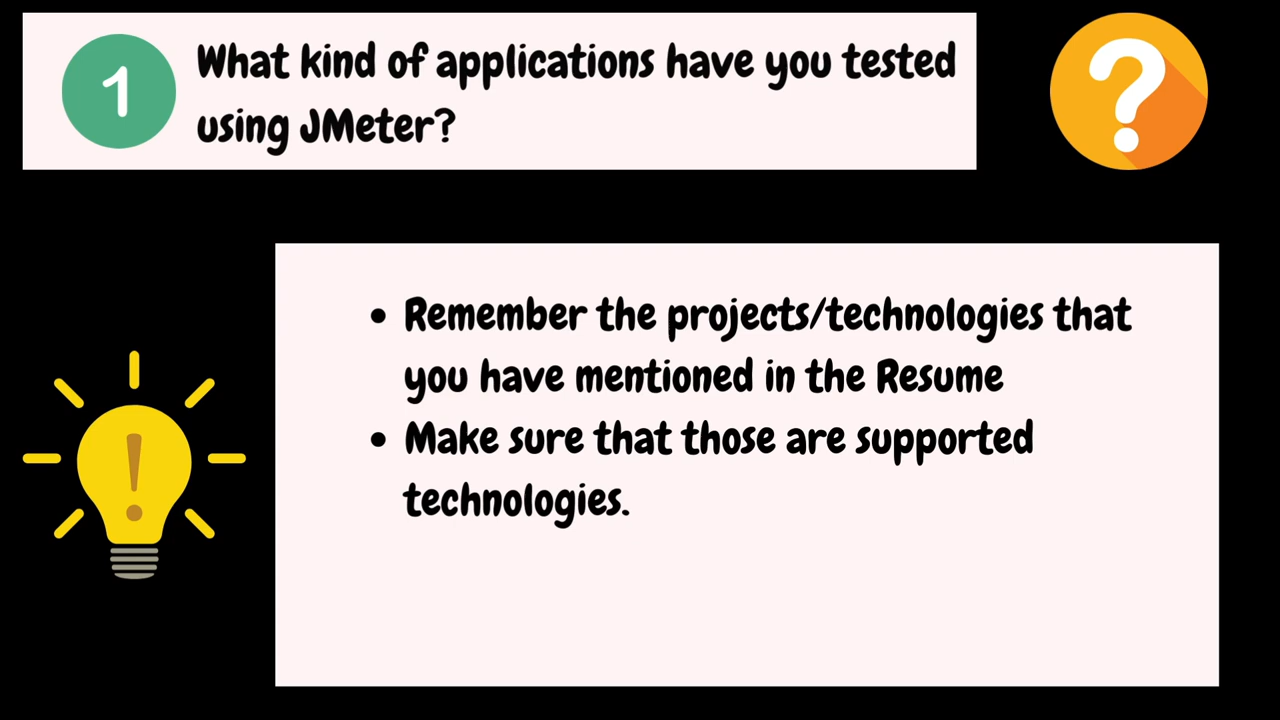 1
What kind of applications have you tested
using JMeter?
?
• Remember the projects/technologies that
you have mentioned in the Resume
• Make sure that those are supported
technologies.
!